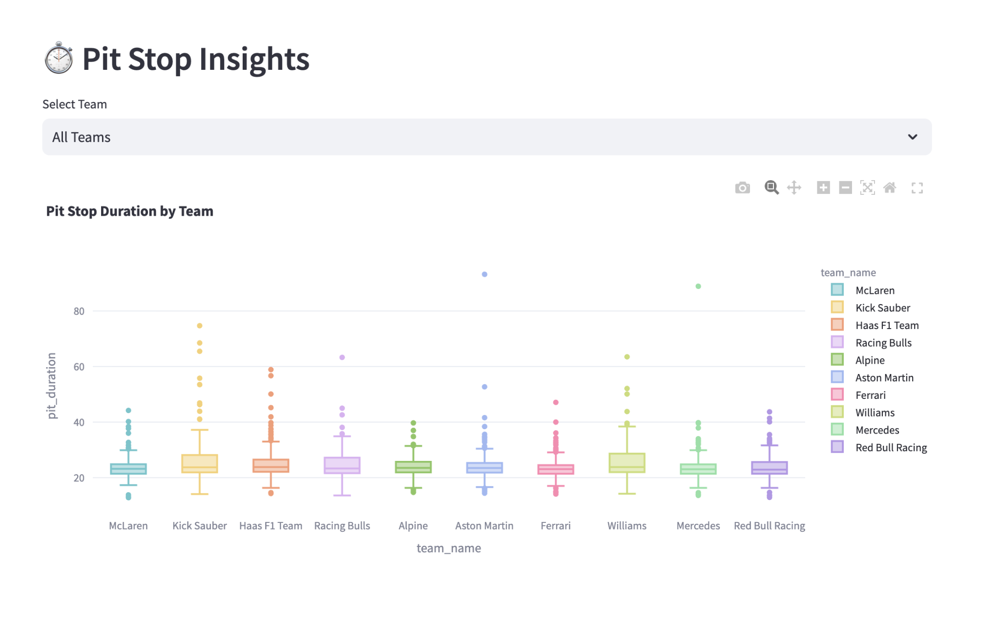 Pit Stop Insights
Select Team
All Teams
Pit Stop Duration by Team
pit_duration
80
60
40
20
McLaren Kick Sauber Haas F1 Team Racing Bulls Alpine Aston Martin Ferrari Williams Mercedes Red Bull Racing
team_name
team_name
McLaren
Kick Sauber
Haas F1 Team
Racing Bulls
Alpine
Aston Martin
Ferrari
Williams
Mercedes
Red Bull Racing